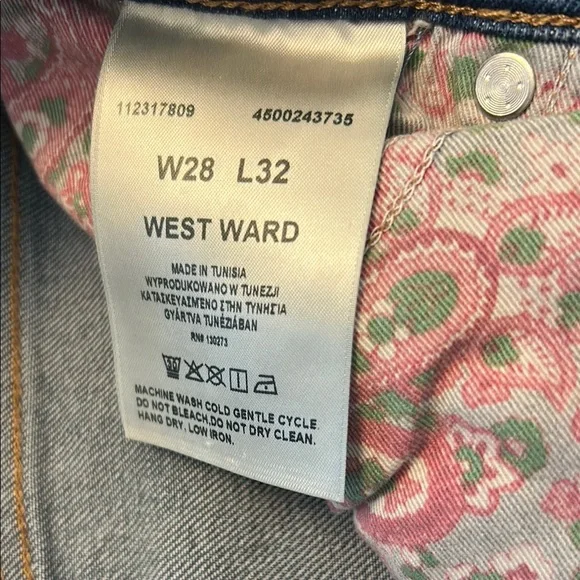 112317809 4500243735
W28 L32
WEST WARD
MADE IN TUNISIA
WYPRODUKOWANO W TUNEZJI
ΚΑΤΑΣΚΕΥΑΣΜΕΝΟ ΣΤΗΝ ΤΥΝΗΣΙΑ
GYÁRTVA TUNÉZIÁBAN
RN# 130273
MACHINE WASH COLD GENTLE CYCLE.
DO NOT BLEACH,DO NOT DRY CLEAN.
HANG DRY, LOW IRON.